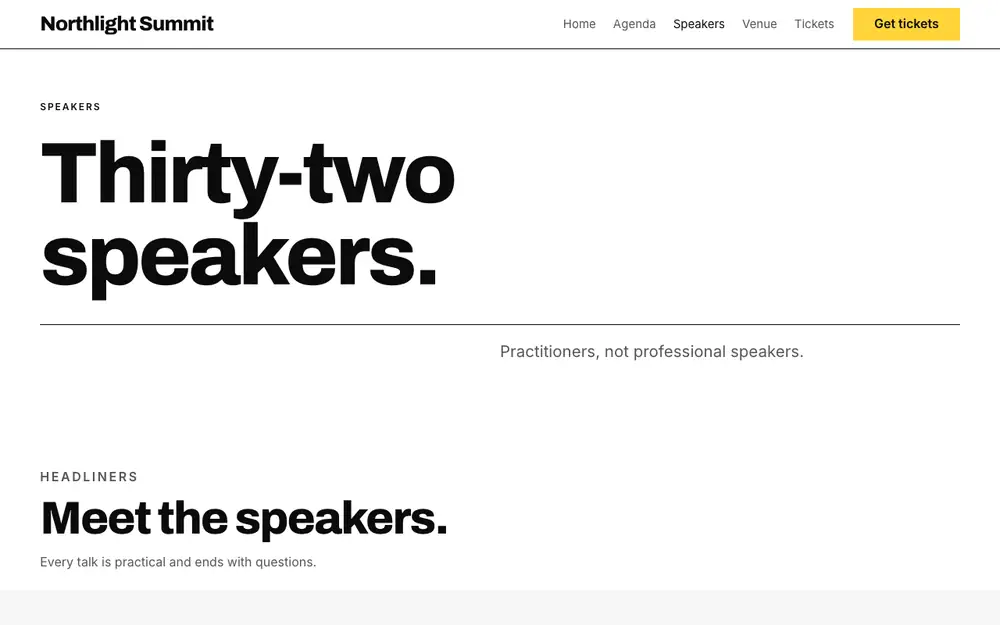 Northlight Summit
Home Agenda Speakers Venue Tickets Get tickets
SPEAKERS
Thirty-two
speakers.
Practitioners, not professional speakers.
HEADLINERS
Meet the speakers.
Every talk is practical and ends with questions.